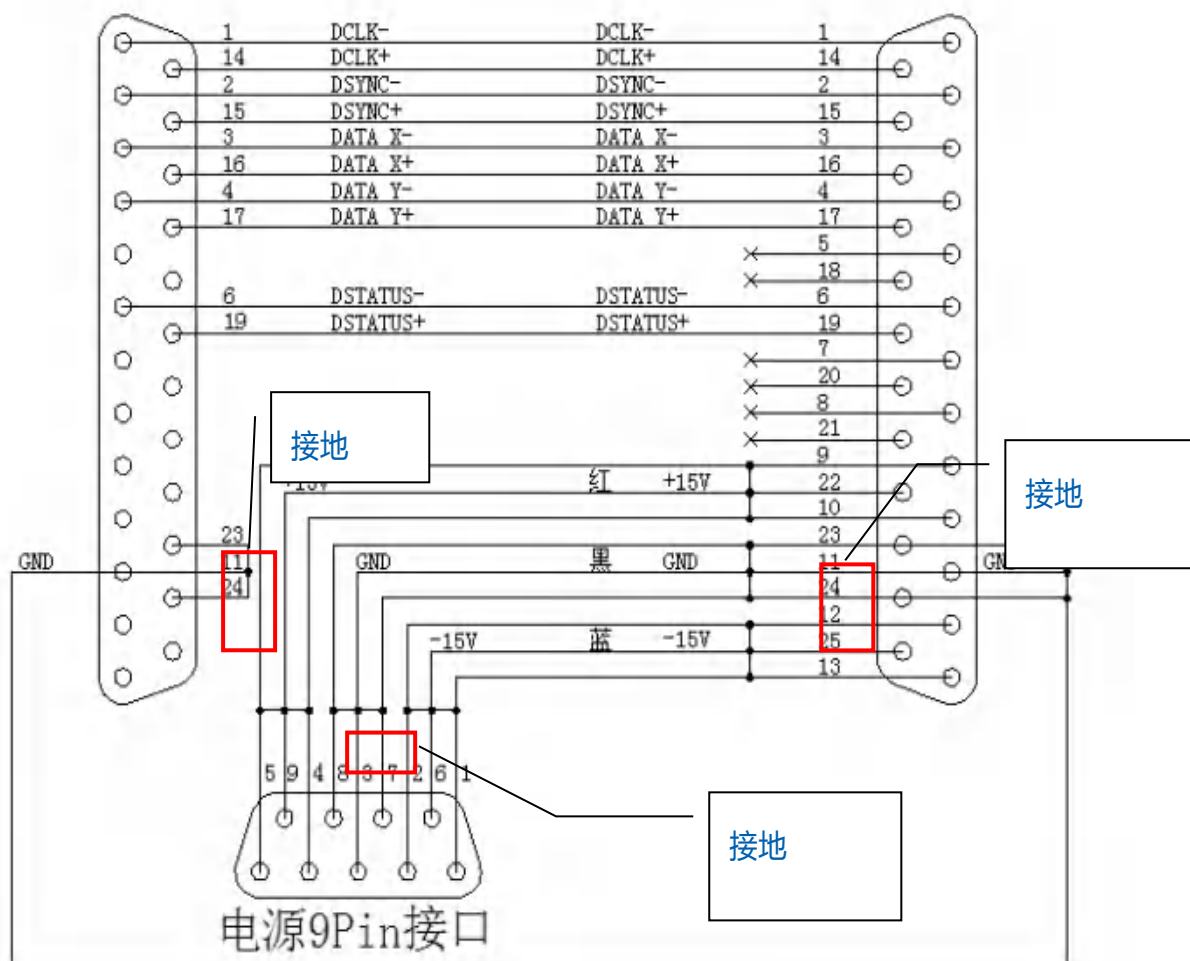 1 DCLK- DCLK- 1
14 DCLK+ DCLK+ 14
2 DSYNC- DSYNC- 2
15 DSYNC+ DSYNC+ 15
3 DATA X- DATA X- 3
16 DATA X+ DATA X+ 16
4 DATA Y- DATA Y- 4
17 DATA Y+ DATA Y+ 17
5
18
6 DSTATUS- DSTATUS- 6
19 DSTATUS+ DSTATUS+ 19
7
20
8
21
接地
9
接地
+15V 红 +15V 22
10
23 23
GND 11 GND 黑 GND 11
24 24
12
-15V 蓝 -15V 25
13
5 9 4 8 3 7 2 6 1
接地
电源9Pin接口